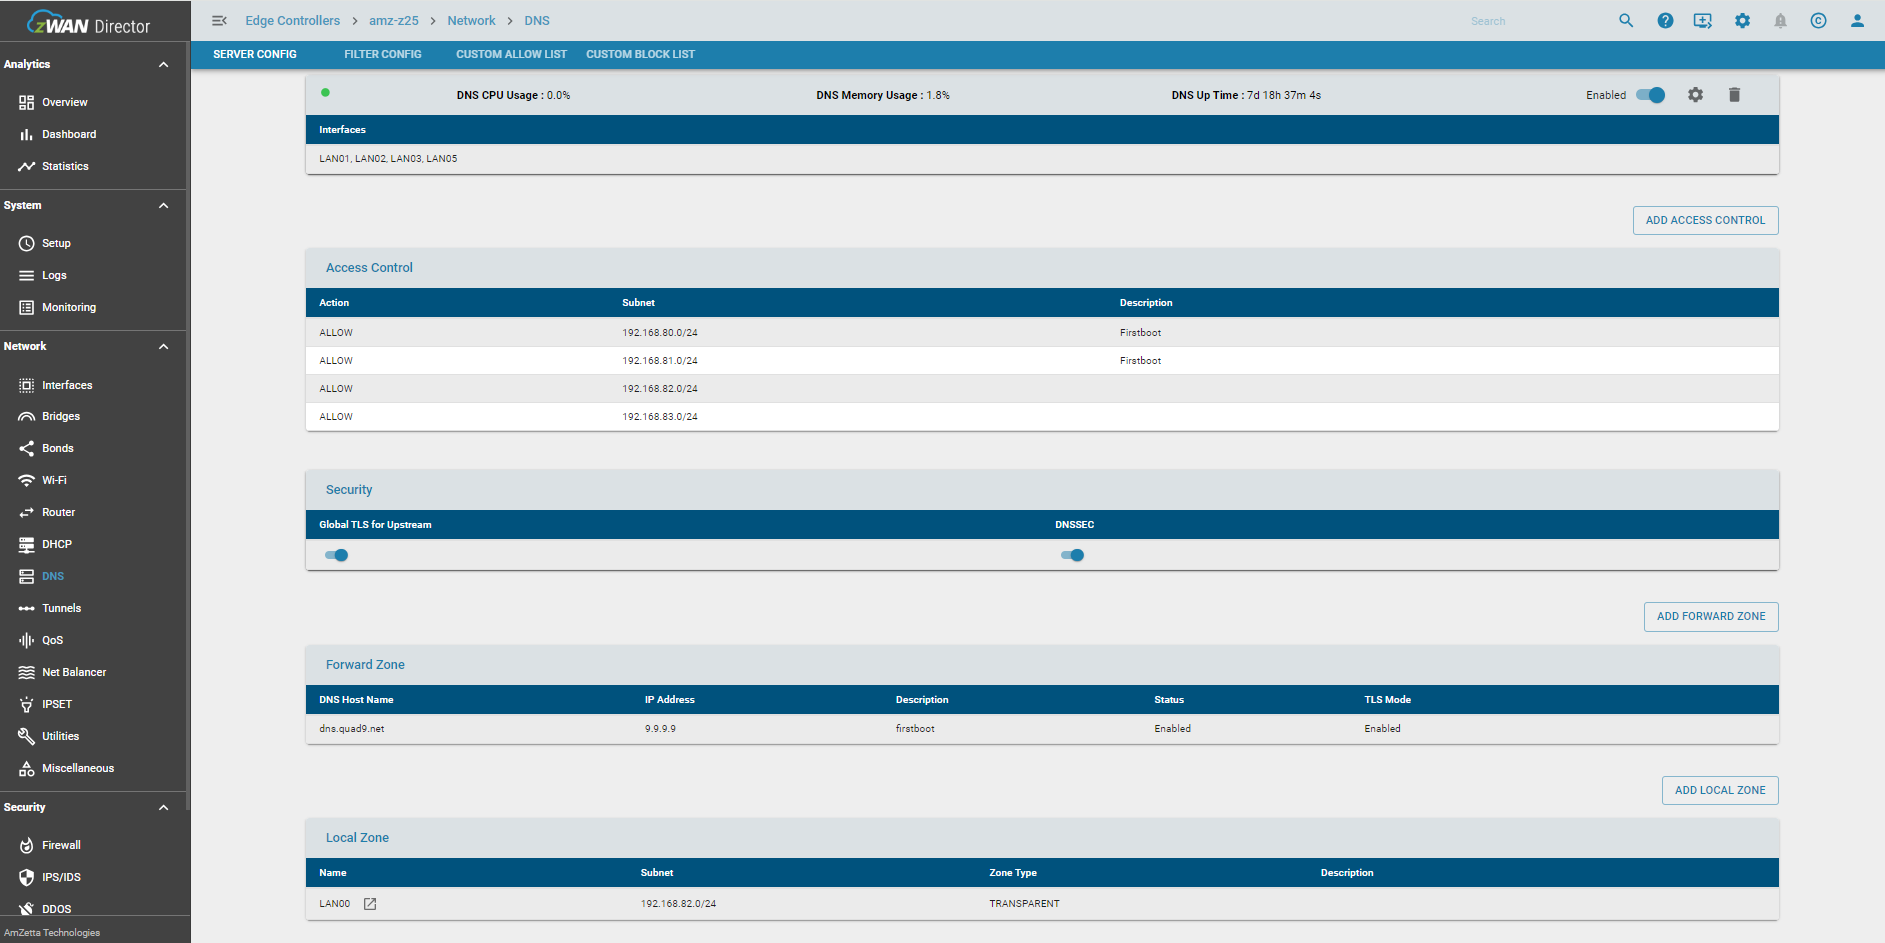 zWAN Director
Edge Controllers > amz-z25 > Network > DNS
Search
SERVER CONFIG FILTER CONFIG CUSTOM ALLOW LIST CUSTOM BLOCK LIST
Analytics
Overview
Dashboard
Statistics
System
Setup
Logs
Monitoring
Network
Interfaces
Bridges
Bonds
Wi-Fi
Router
DHCP
DNS
Tunnels
QoS
Net Balancer
IPSET
Utilities
Miscellaneous
Security
Firewall
IPS/IDS
DDOS
AmZetta Technologies
DNS CPU Usage : 0.0% DNS Memory Usage : 1.8% DNS Up Time : 7d 18h 37m 4s Enabled
Interfaces
LAN01, LAN02, LAN03, LAN05
ADD ACCESS CONTROL
Access Control
Action Subnet Description
ALLOW 192.168.80.0/24 Firstboot
ALLOW 192.168.81.0/24 Firstboot
ALLOW 192.168.82.0/24
ALLOW 192.168.83.0/24
Security
Global TLS for Upstream DNSSEC
ADD FORWARD ZONE
Forward Zone
DNS Host Name IP Address Description Status TLS Mode
dns.quad9.net 9.9.9.9 firstboot Enabled Enabled
ADD LOCAL ZONE
Local Zone
Name Subnet Zone Type Description
LAN00 192.168.82.0/24 TRANSPARENT